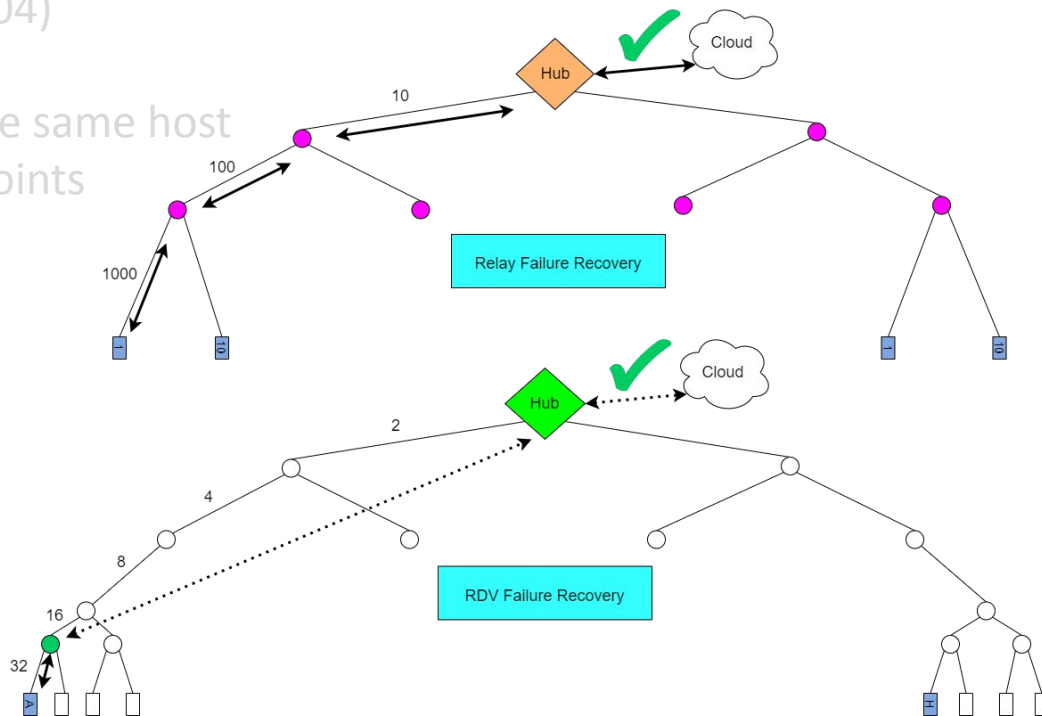 04)
Cloud
Hub
10
e same host
100
oints
Relay Failure Recovery
1000
1
10
1
10
Cloud
Hub
2
4
8
RDV Failure Recovery
16
32
A
H